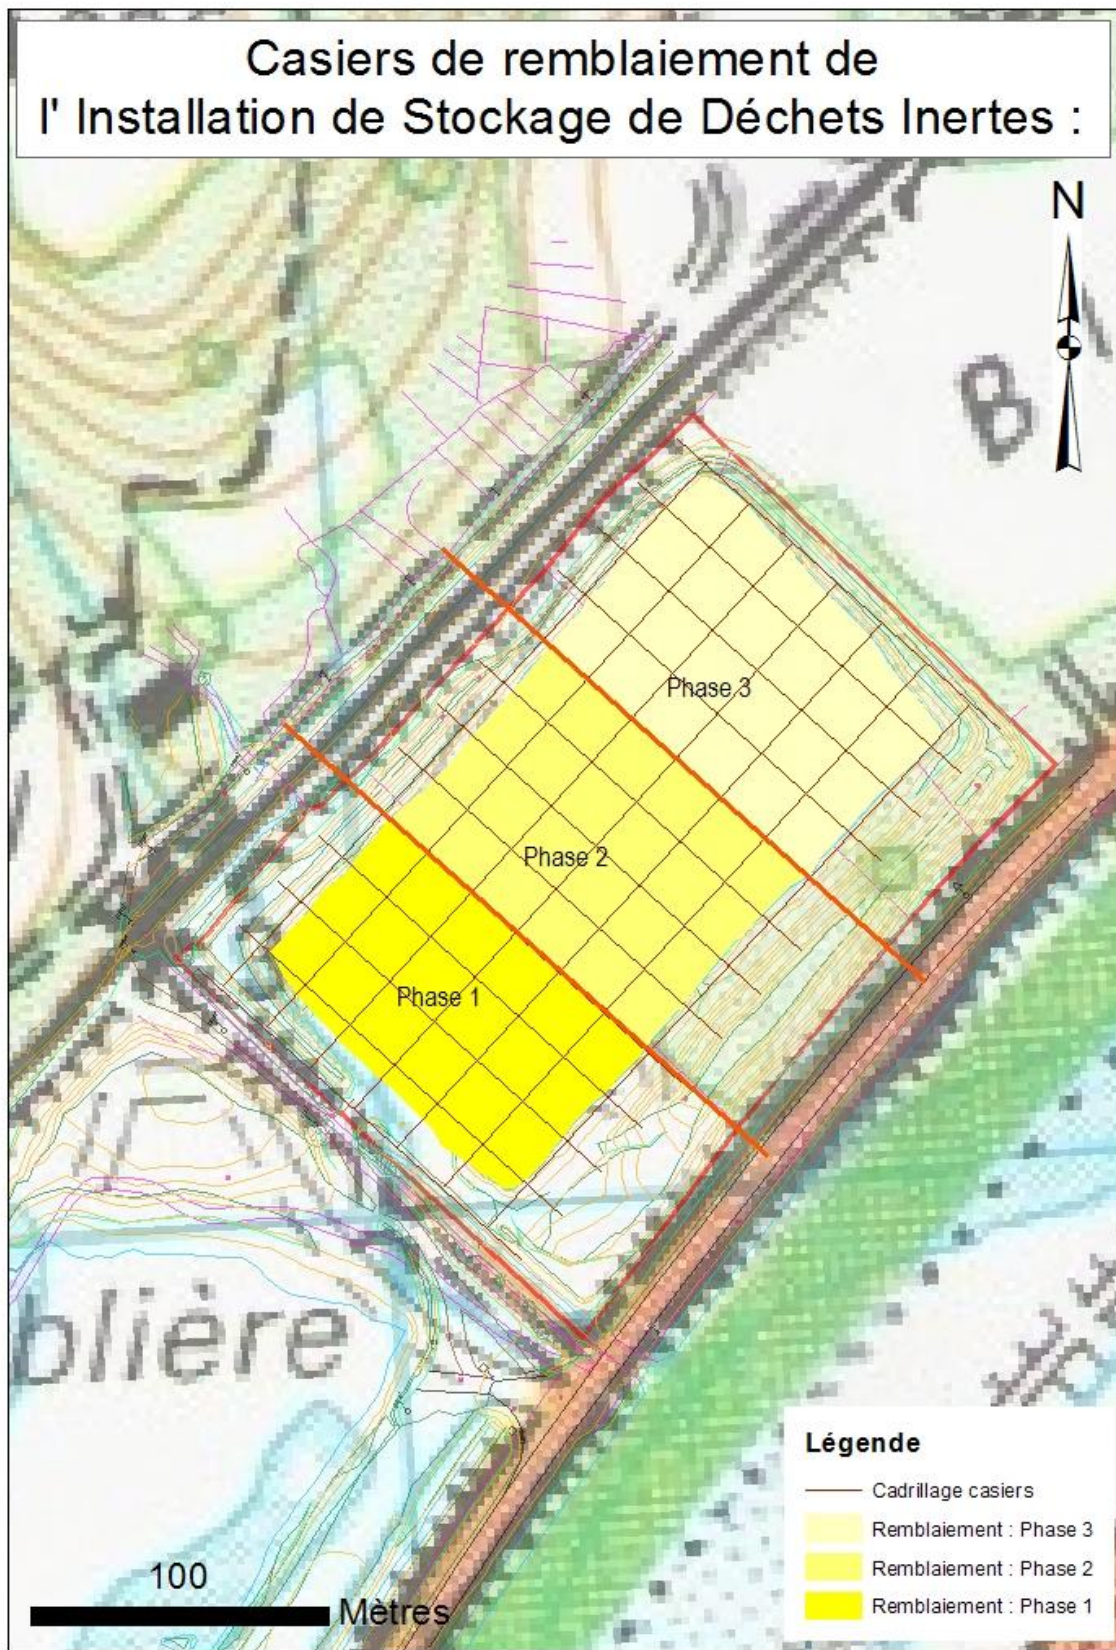 Casiers de remblaiement de
l' Installation de Stockage de Déchets Inertes :
N
B
Phase 3
Phase 2
Phase 1
blière
Légende
Cadrillage casiers
Remblaiement : Phase 3
Remblaiement : Phase 2
Remblaiement : Phase 1
100
Mètres